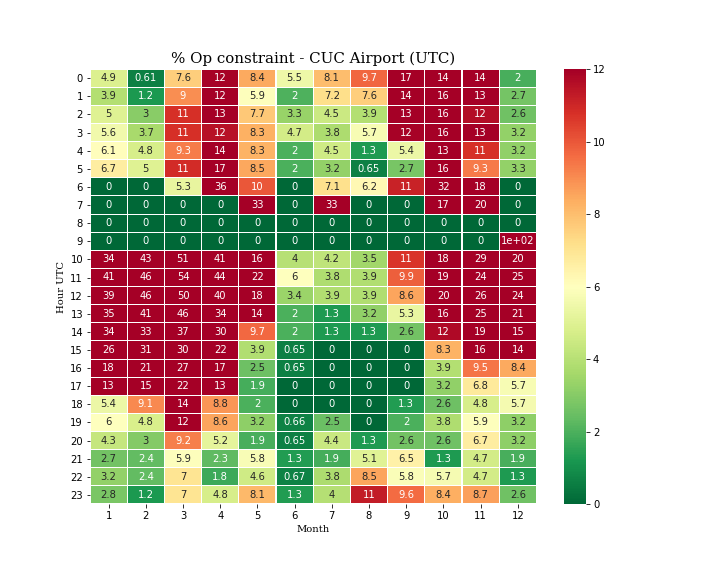 % Op constraint - CUC Airport (UTC)
0 4.9 0.61 7.6 12 8.4 5.5 8.1 9.7 17 14 14 2
1 3.9 1.2 9 12 5.9 2 7.2 7.6 14 16 13 2.7
2 5 3 11 13 7.7 3.3 4.5 3.9 13 16 12 2.6
3 5.6 3.7 11 12 8.3 4.7 3.8 5.7 12 16 13 3.2
4 6.1 4.8 9.3 14 8.3 2 4.5 1.3 5.4 13 11 3.2
5 6.7 5 11 17 8.5 2 3.2 0.65 2.7 16 9.3 3.3
6 0 0 5.3 36 10 0 7.1 6.2 11 32 18 0
7 0 0 0 0 33 0 33 0 0 17 20 0
8 0 0 0 0 0 0 0 0 0 0 0 0
9 0 0 0 0 0 0 0 0 0 0 0 1e+02
10 34 43 51 41 16 4 4.2 3.5 11 18 29 20
11 41 46 54 44 22 6 3.8 3.9 9.9 19 24 25
12 39 46 50 40 18 3.4 3.9 3.9 8.6 20 26 24
13 35 41 46 34 14 2 1.3 3.2 5.3 16 25 21
14 34 33 37 30 9.7 2 1.3 1.3 2.6 12 19 15
15 26 31 30 22 3.9 0.65 0 0 0 8.3 16 14
16 18 21 27 17 2.5 0.65 0 0 0 3.9 9.5 8.4
17 13 15 22 13 1.9 0 0 0 0 3.2 6.8 5.7
18 5.4 9.1 14 8.8 2 0 0 0 1.3 2.6 4.8 5.7
19 6 4.8 12 8.6 3.2 0.66 2.5 0 2 3.8 5.9 3.2
20 4.3 3 9.2 5.2 1.9 0.65 4.4 1.3 2.6 2.6 6.7 3.2
21 2.7 2.4 5.9 2.3 5.8 1.3 1.9 5.1 6.5 1.3 4.7 1.9
22 3.2 2.4 7 1.8 4.6 0.67 3.8 8.5 5.8 5.7 4.7 1.3
23 2.8 1.2 7 4.8 8.1 1.3 4 11 9.6 8.4 8.7 2.6
1 2 3 4 5 6 7 8 9 10 11 12
Month
Hour UTC
12
10
8
6
4
2
0